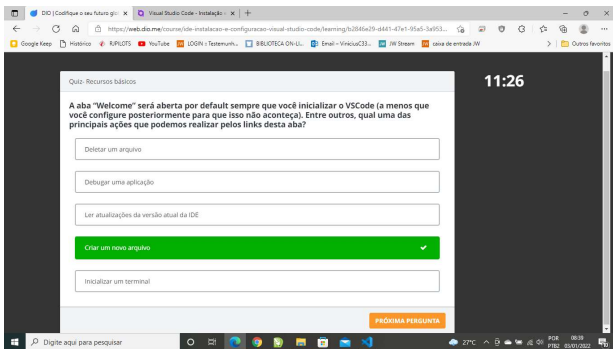 DIO | Codifique o seu futuro glo
Visual Studio Code - Instalação
https://web.dio.me/course/ide-instalacao-e-configuracao-visual-studio-code/learning/b2846e29-d441-47e1-95a5-3a953...
Google Keep Histórico FJPILOTS YouTube LOGIN :: Testemunh... BIBLIOTECA ON-LI... Email – ViniciusC33... JW Stream caixa de entrada JW Outros favoritos
Quiz- Recursos básicos
11:26
A aba "Welcome" será aberta por default sempre que você inicializar o VSCode (a menos que
você configure posteriormente para que isso não aconteça). Entre outros, qual uma das
principais ações que podemos realizar pelos links desta aba?
Deletar um arquivo
Debugar uma aplicação
Ler atualizações da versão atual da IDE
Criar um novo arquivo
Inicializar um terminal
PRÓXIMA PERGUNTA
Digite aqui para pesquisar
27°C
POR 08:39
PTB2 03/01/2022